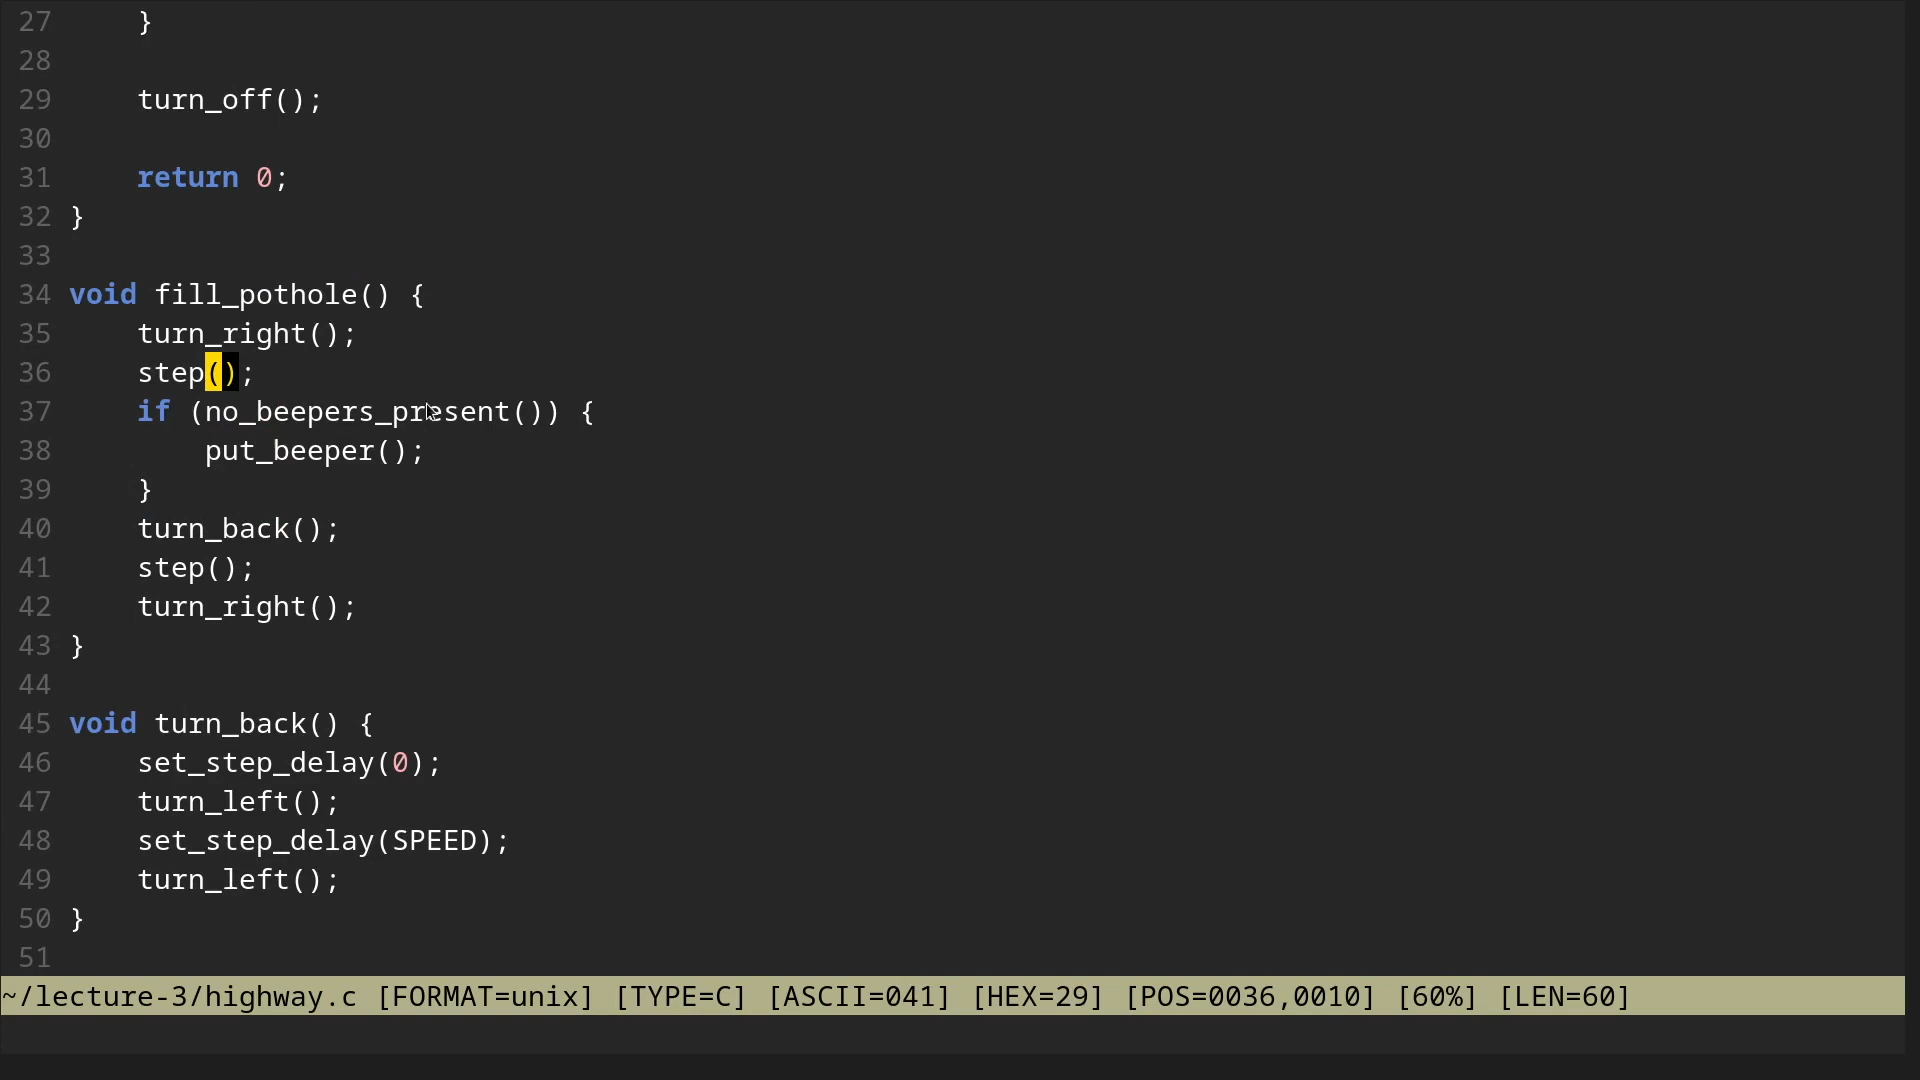 27     }
28
29     turn_off();
30
31     return 0;
32 }
33
34 void fill_pothole() {
35     turn_right();
36     step();
37     if (no_beepers_present()) {
38         put_beeper();
39     }
40     turn_back();
41     step();
42     turn_right();
43 }
44
45 void turn_back() {
46     set_step_delay(0);
47     turn_left();
48     set_step_delay(SPEED);
49     turn_left();
50 }
51
~/lecture-3/highway.c [FORMAT=unix] [TYPE=C] [ASCII=041] [HEX=29] [POS=0036,0010] [60%] [LEN=60]